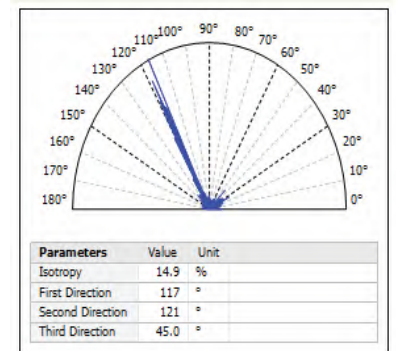 90°
100° 80°
110° 70°
120° 60°
130° 50°
140° 40°
150° 30°
160° 20°
170° 10°
180° 0°
Parameters Value Unit
Isotropy 14.9 %
First Direction 117 °
Second Direction 121 °
Third Direction 45.0 °